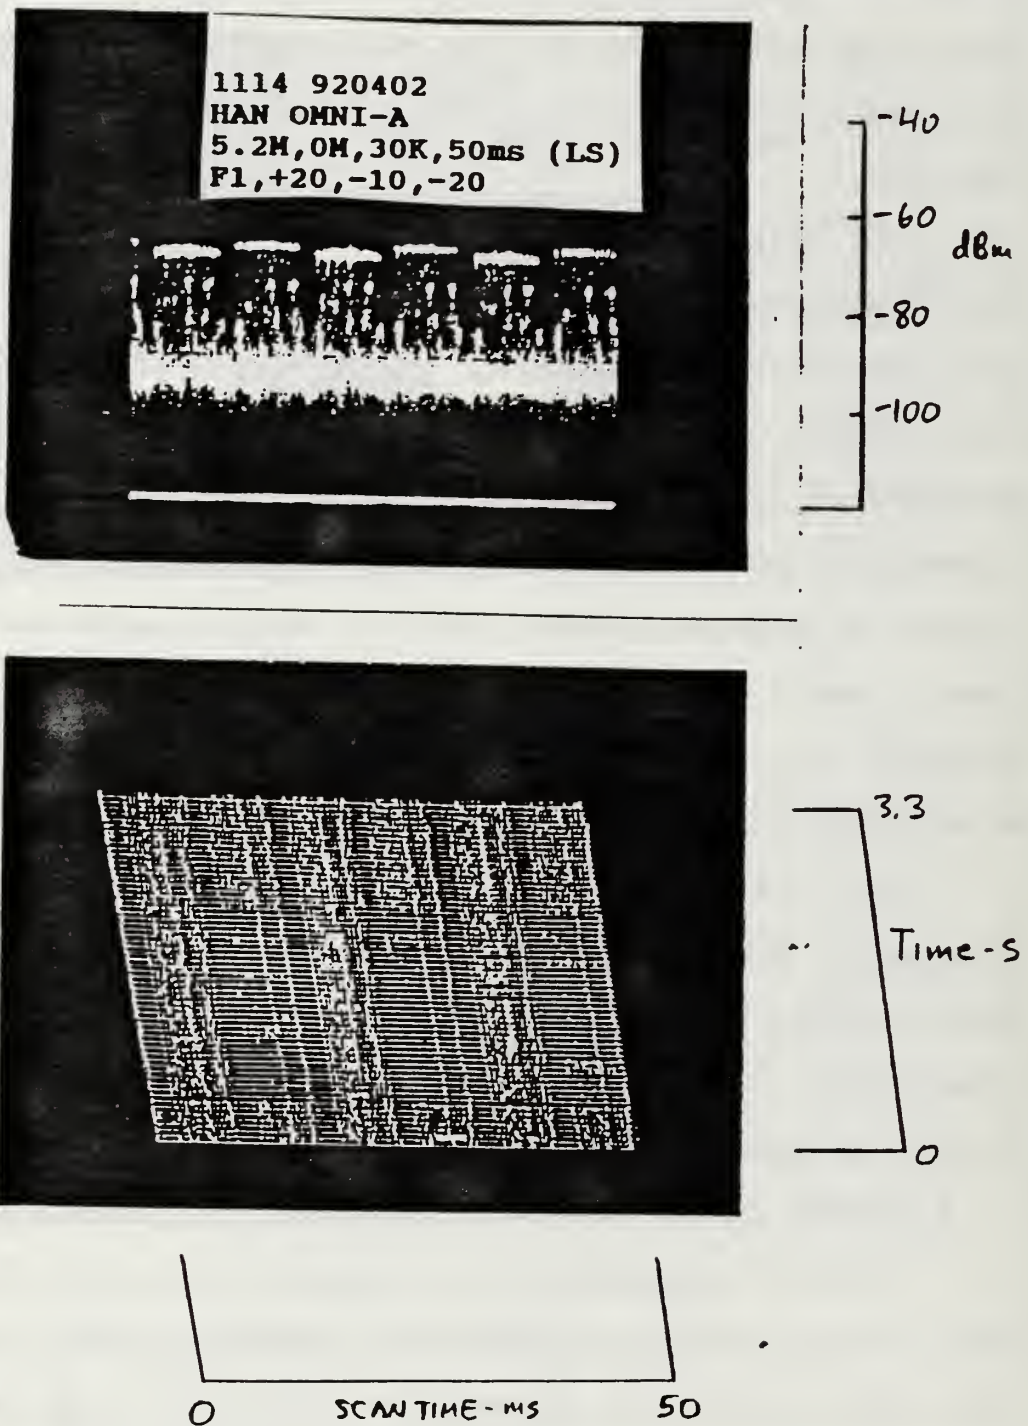 1114 920402
HAN OMNI-A
5.2M,0M,30K,50ms (LS)
F1,+20,-10,-20
-40
-60
dBm
-80
-100
3.3
Time-s
0
0 SCAN TIME - ms 50